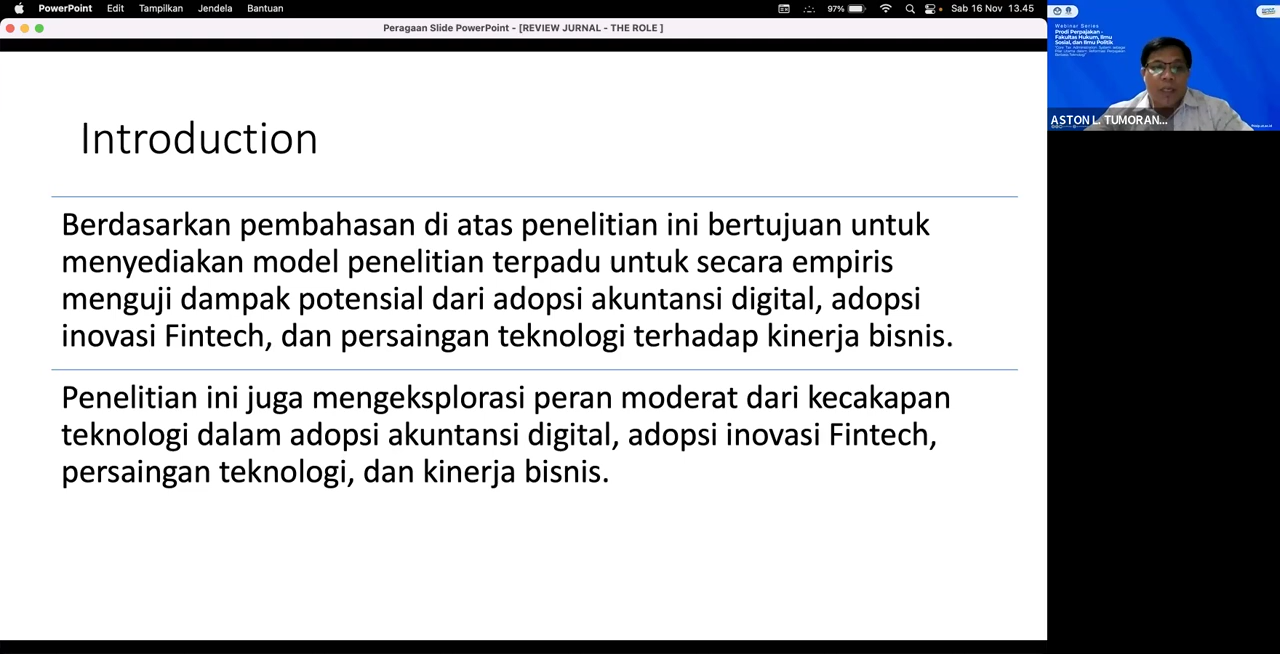 PowerPoint Edit Tampilkan Jendela Bantuan 97% Sab 16 Nov 13.45
Peragaan Slide PowerPoint - [REVIEW JURNAL - THE ROLE ]
Introduction
Berdasarkan pembahasan di atas penelitian ini bertujuan untuk
menyediakan model penelitian terpadu untuk secara empiris
menguji dampak potensial dari adopsi akuntansi digital, adopsi
inovasi Fintech, dan persaingan teknologi terhadap kinerja bisnis.
Penelitian ini juga mengeksplorasi peran moderat dari kecakapan
teknologi dalam adopsi akuntansi digital, adopsi inovasi Fintech,
persaingan teknologi, dan kinerja bisnis.
Webinar Series
Prodi Perpajakan -
Fakultas Hukum, Ilmu
Sosial, dan Ilmu Politik
ASTON L. TUMORAN...